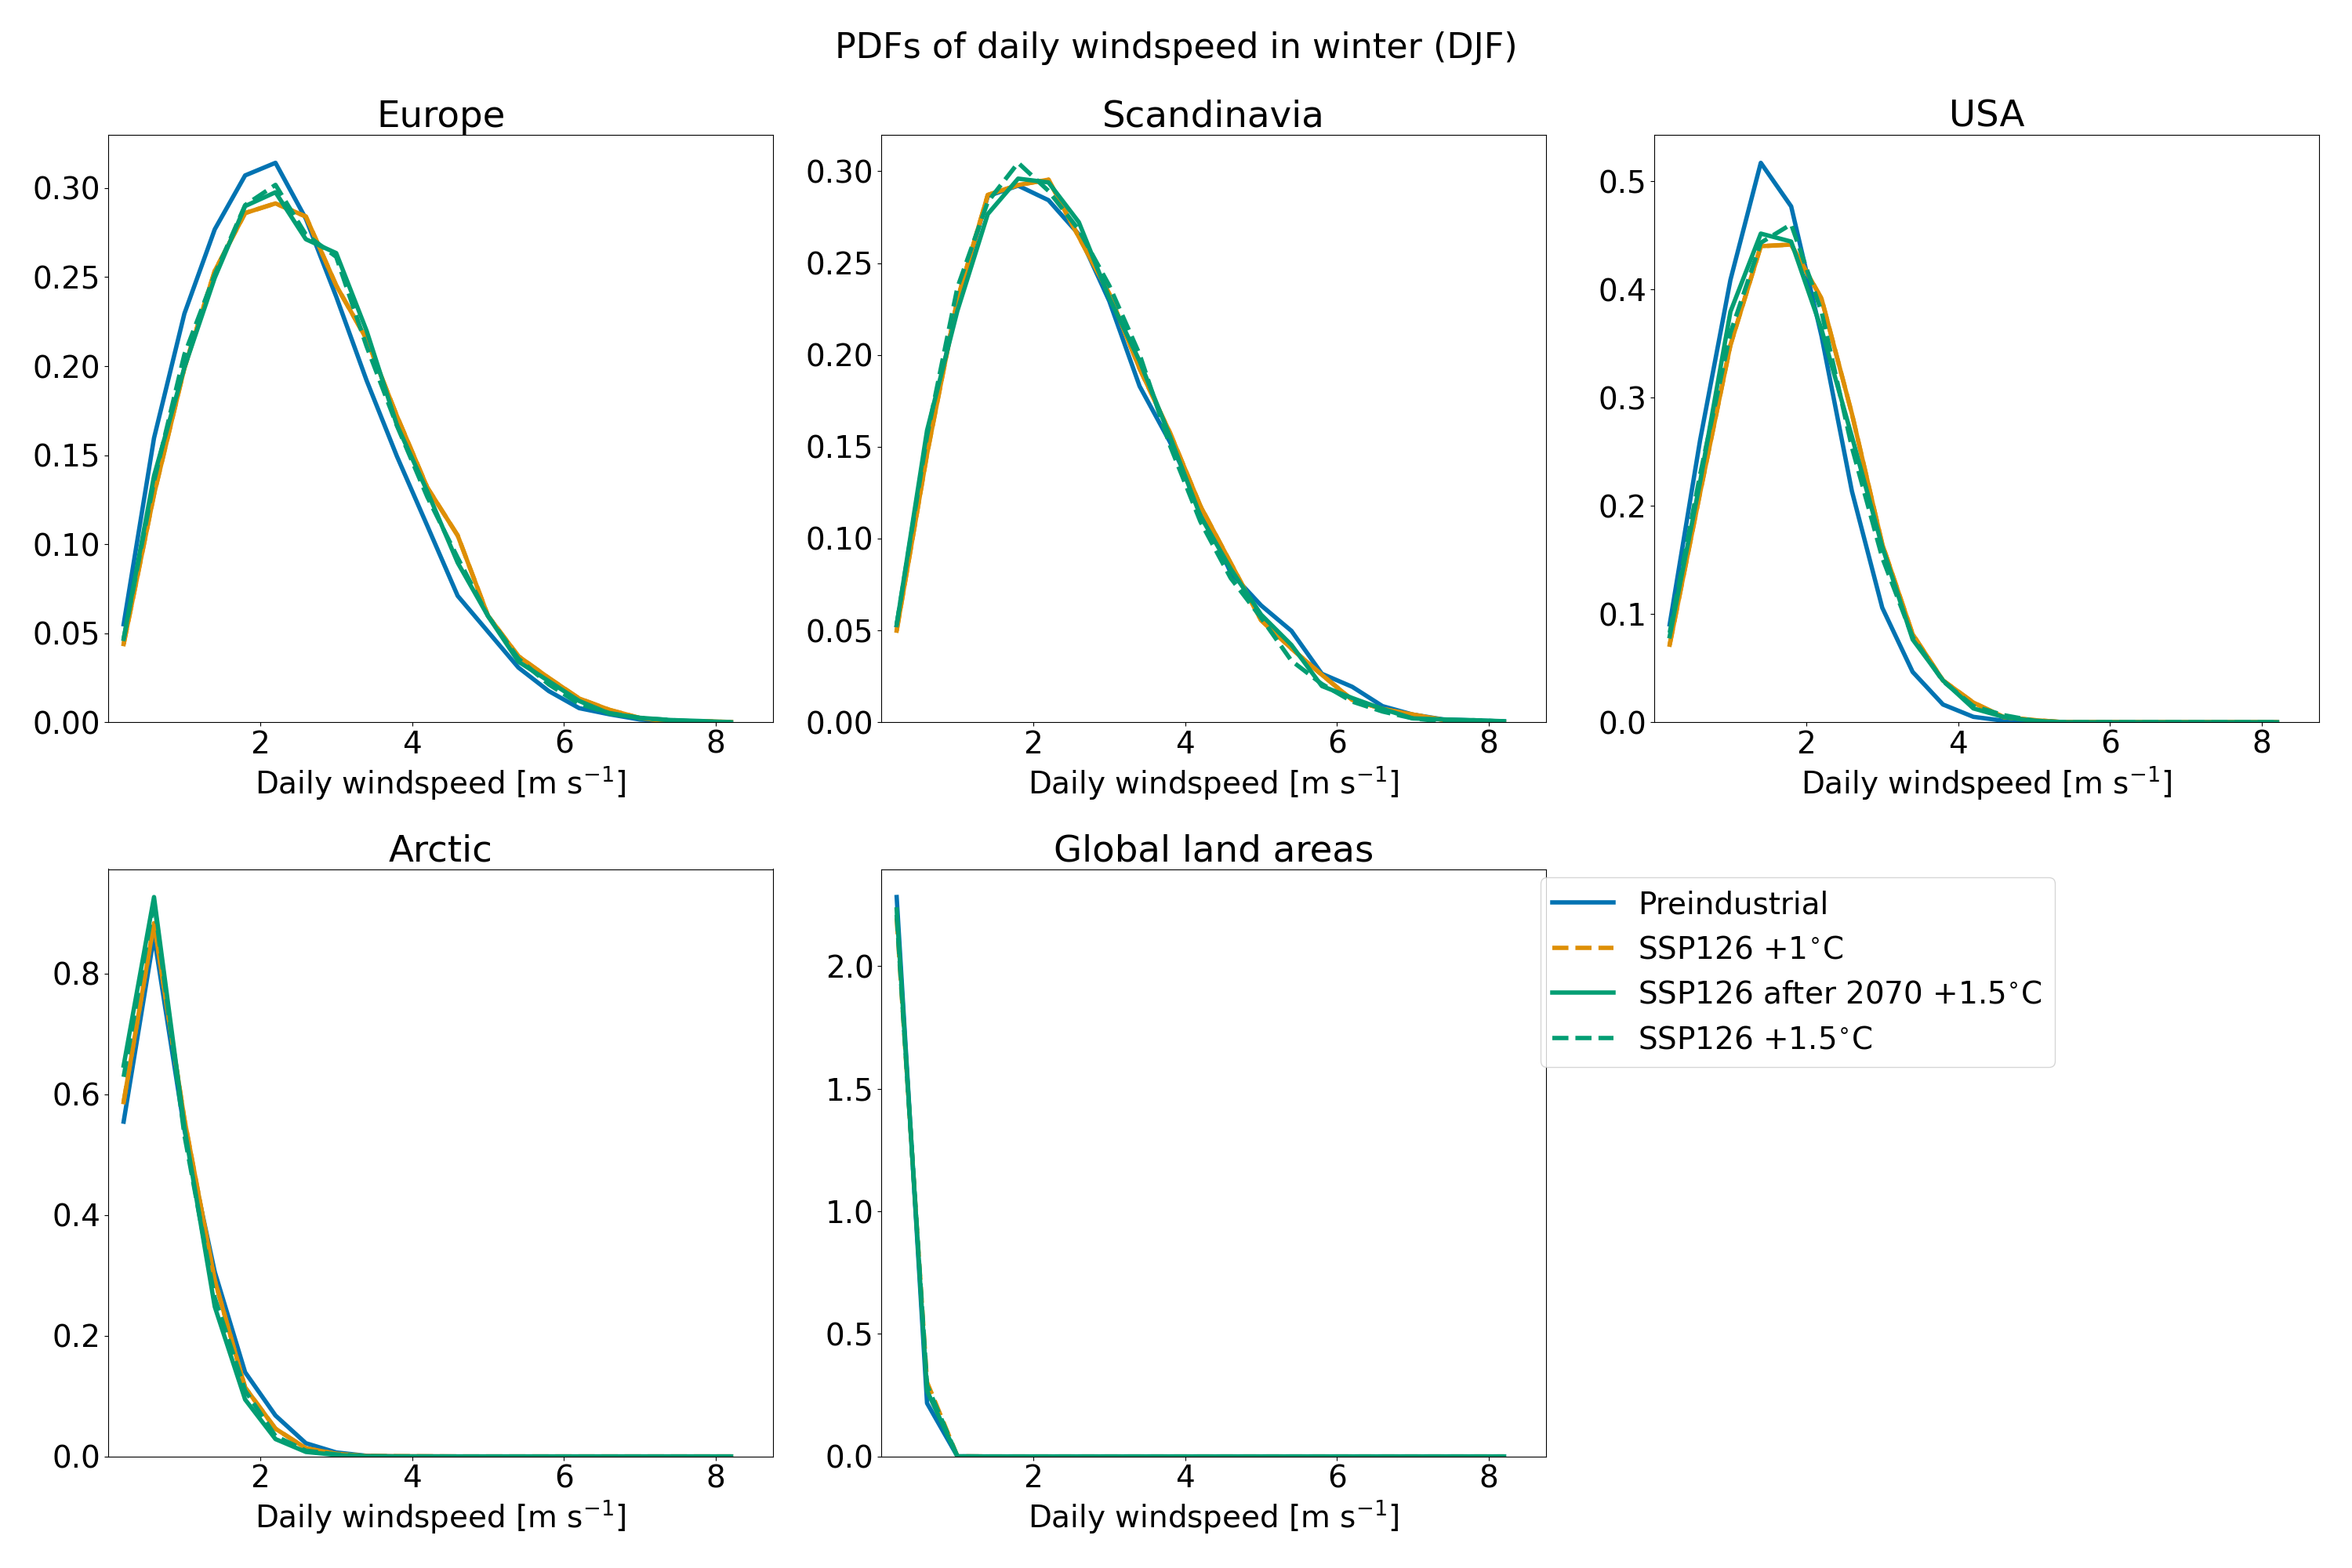 PDFs of daily windspeed in winter (DJF)
Europe
0.30
0.25
0.20
0.15
0.10
0.05
0.00
2 4 6 8
Daily windspeed [m s⁻¹]
Scandinavia
0.30
0.25
0.20
0.15
0.10
0.05
0.00
2 4 6 8
Daily windspeed [m s⁻¹]
USA
0.5
0.4
0.3
0.2
0.1
0.0
2 4 6 8
Daily windspeed [m s⁻¹]
Arctic
0.8
0.6
0.4
0.2
0.0
2 4 6 8
Daily windspeed [m s⁻¹]
Global land areas
2.0
1.5
1.0
0.5
0.0
2 4 6 8
Daily windspeed [m s⁻¹]
Preindustrial
SSP126 +1°C
SSP126 after 2070 +1.5°C
SSP126 +1.5°C